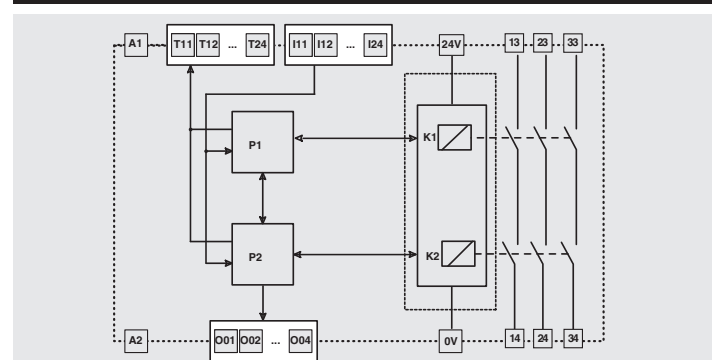 A1 T11 T12 ... T24 I11 I12 ... I24 24V 13 23 33
P1 K1
P2 K2
A2 O01 O02 ... O04 0V 14 24 34